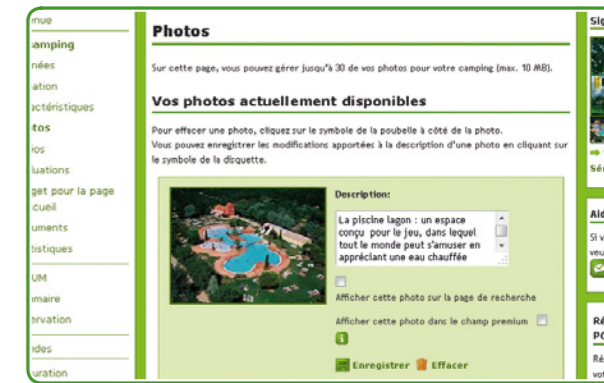 enue
amping
nées
ation
actéristiques
tos
éos
luations
get pour la page
cueil
uments
tistiques
UM
maire
ervation
ndes
uration
Photos
Sur cette page, vous pouvez gérer jusqu'à 30 de vos photos pour votre camping (max. 10 MB).
Vos photos actuellement disponibles
Pour effacer une photo, cliquez sur le symbole de la poubelle à côté de la photo.
Vous pouvez enregistrer les modifications apportées à la description d'une photo en cliquant sur
le symbole de la disquette.
Description:
La piscine lagon : un espace
conçu pour le jeu, dans lequel
tout le monde peut s'amuser en
appréciant une eau chauffée
Afficher cette photo sur la page de recherche
Afficher cette photo dans le champ premium
Enregistrer Effacer
Sig
Sér
Aid
Si v
veu
Ré
PO
Ré
vot